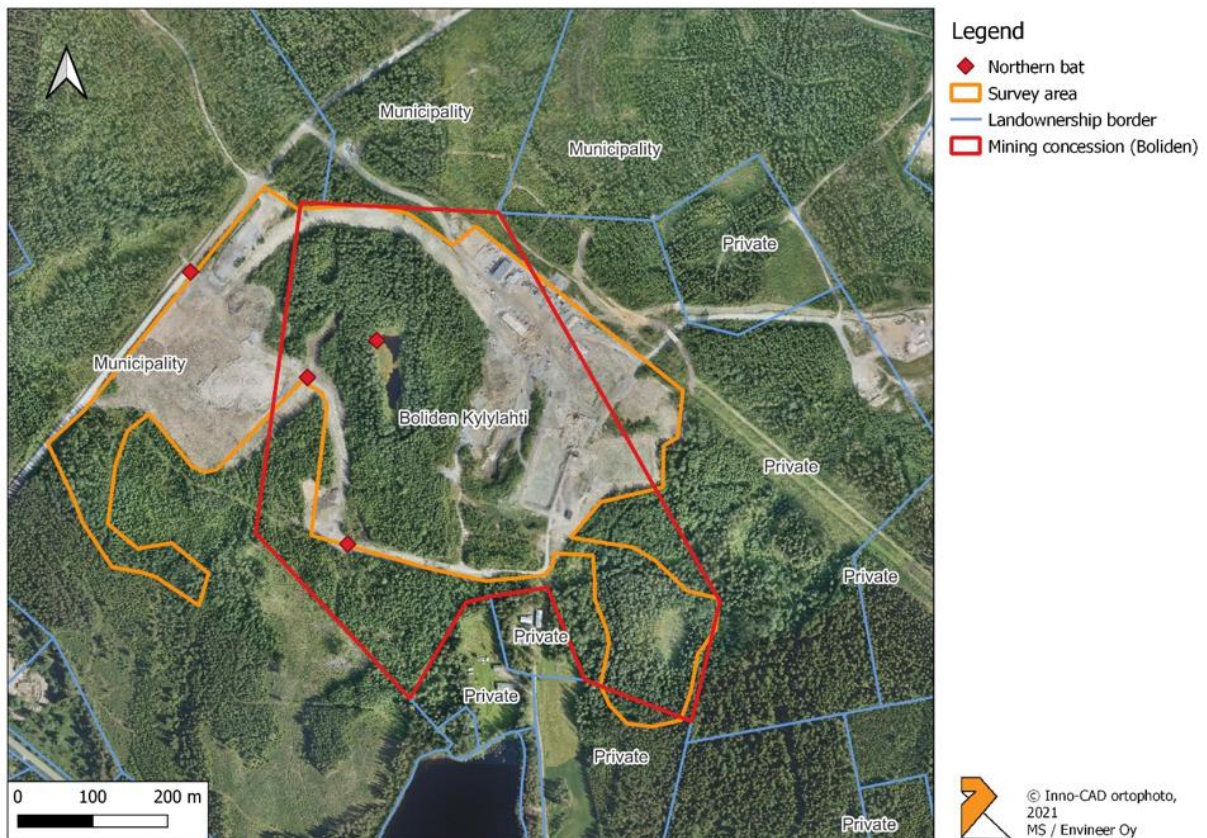 Legend
Northern bat
Survey area
Landownership border
Mining concession (Boliden)
Municipality
Municipality
Private
Municipality
Boliden Kylylahti
Private
Private
Private
Private
Private
Private
0 100 200 m
© Inno-CAD ortophoto,
2021
MS / Envineer Oy